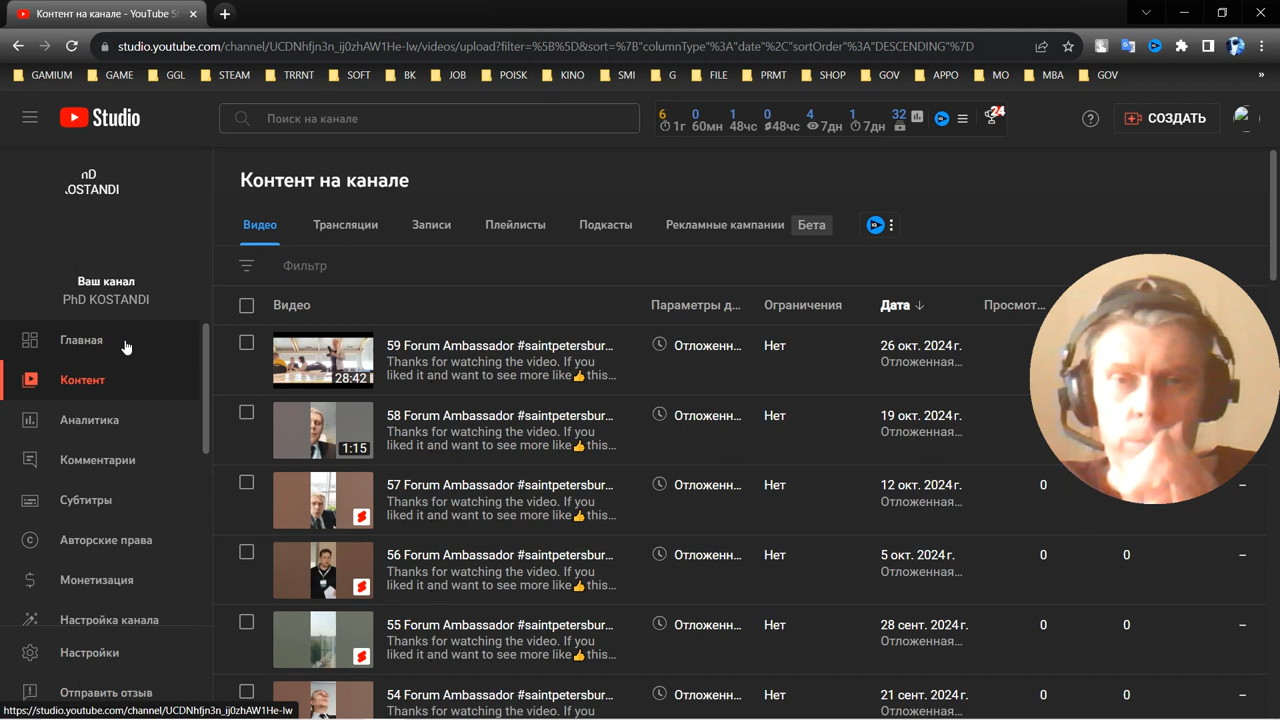 Контент на канале - YouTube St
studio.youtube.com/channel/UCDNhfjn3n_ij0zhAW1He-Iw/videos/upload?filter=%5B%5D&sort=%7B"columnType"%3A"date"%2C"sortOrder"%3A"DESCENDING"%7D
GAMIUM GAME GGL STEAM TRRNT SOFT BK JOB POISK KINO SMI G FILE PRMT SHOP GOV APPO MO MBA GOV »
Studio
Поиск на канале
6 0 1 0 4 1 32
1г 60мн 48чс 48чс 7дн 7дн
24
СОЗДАТЬ
nD
KOSTANDI
Ваш канал
PhD KOSTANDI
Главная
Контент
Аналитика
Комментарии
Субтитры
Авторские права
Монетизация
Настройка канала
Настройки
Отправить отзыв
Контент на канале
Видео Трансляции Записи Плейлисты Подкасты Рекламные кампании Бета
Фильтр
Видео Параметры д... Ограничения Дата Просмот...
28:42
59 Forum Ambassador #saintpetersbur...
Thanks for watching the video. If you
liked it and want to see more like👍this...
Отложенн... Нет 26 окт. 2024 г.
Отложенная...
1:15
58 Forum Ambassador #saintpetersbur...
Thanks for watching the video. If you
liked it and want to see more like👍this...
Отложенн... Нет 19 окт. 2024 г.
Отложенная...
57 Forum Ambassador #saintpetersbur...
Thanks for watching the video. If you
liked it and want to see more like👍this...
Отложенн... Нет 12 окт. 2024 г. 0 –
Отложенная...
56 Forum Ambassador #saintpetersbur...
Thanks for watching the video. If you
liked it and want to see more like👍this...
Отложенн... Нет 5 окт. 2024 г. 0 0 –
Отложенная...
55 Forum Ambassador #saintpetersbur...
Thanks for watching the video. If you
liked it and want to see more like👍this...
Отложенн... Нет 28 сент. 2024 г. 0 0 –
Отложенная...
54 Forum Ambassador #saintpetersbur...
Thanks for watching the video. If you
Отложенн... Нет 21 сент. 2024 г. 0 0 –
Отложенная...
https://studio.youtube.com/channel/UCDNhfjn3n_ij0zhAW1He-Iw